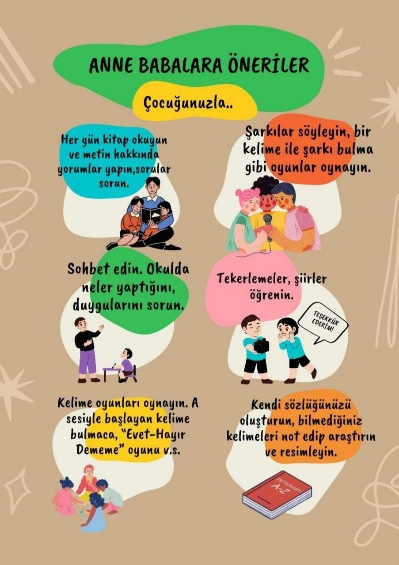 ANNE BABALARA ÖNERİLER
Çocuğunuzla..
Her gün kitap okuyun
ve metin hakkında
yorumlar yapın,sorular
sorun.
Şarkılar söyleyin, bir
kelime ile şarkı bulma
gibi oyunlar oynayın.
Sohbet edin. Okulda
neler yaptığını,
duygularını sorun.
Tekerlemeler, şiirler
öğrenin.
TEŞEKKÜR
EDERİM!
Kelime oyunları oynayın. A
sesiyle başlayan kelime
bulmaca, "Evet-Hayır
Dememe" oyunu v.s.
Kendi sözlüğünüzü
oluşturun, bilmediğiniz
kelimeleri not edip araştırın
ve resimleyin.
DICTIONARY
A-Z